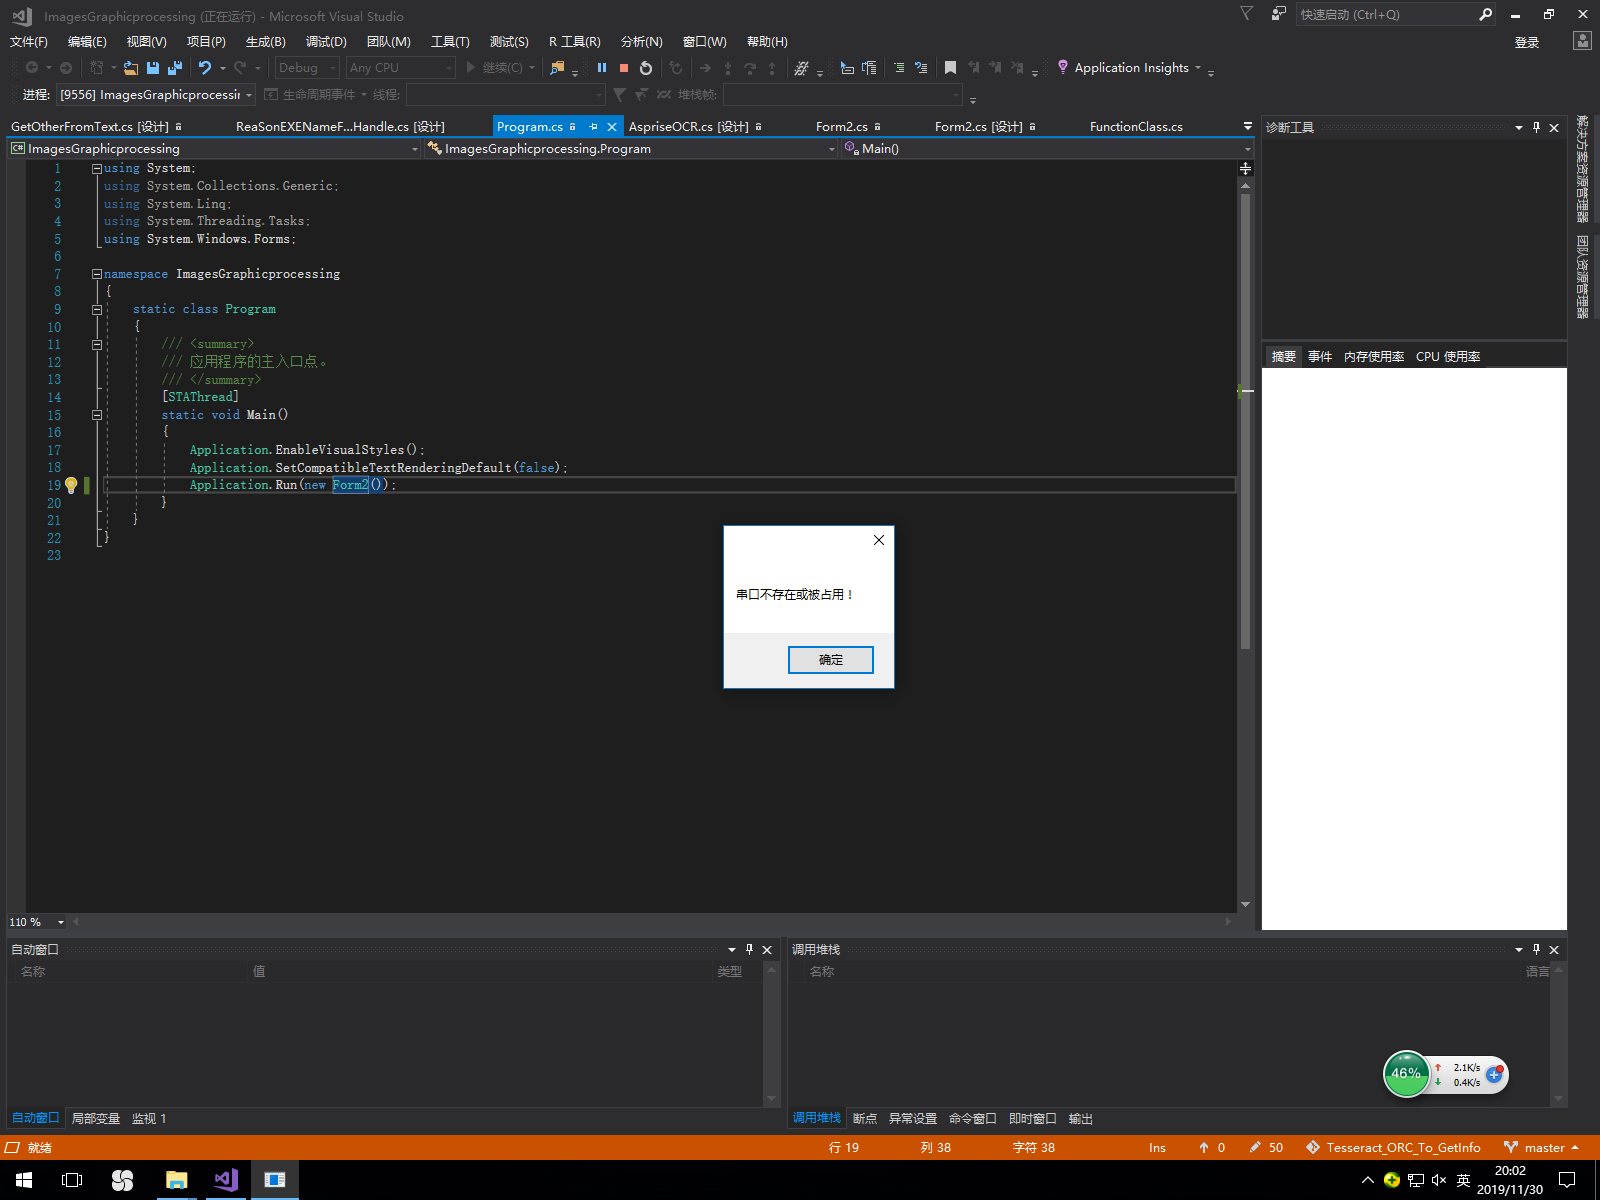 ImagesGraphicprocessing (正在运行) - Microsoft Visual Studio
快速启动 (Ctrl+Q)
文件(F) 编辑(E) 视图(V) 项目(P) 生成(B) 调试(D) 团队(M) 工具(T) 测试(S) R 工具(R) 分析(N) 窗口(W) 帮助(H)
登录
Debug Any CPU 继续(C) Application Insights
进程: [9556] ImagesGraphicprocessin 生命周期事件 线程: 堆栈帧:
GetOtherFromText.cs [设计] ReaSonEXENameF...Handle.cs [设计] Program.cs AspriseOCR.cs [设计] Form2.cs Form2.cs [设计] FunctionClass.cs
ImagesGraphicprocessing ImagesGraphicprocessing.Program Main()
1 using System;
2 using System.Collections.Generic;
3 using System.Linq;
4 using System.Threading.Tasks;
5 using System.Windows.Forms;
6
7 namespace ImagesGraphicprocessing
8 {
9 static class Program
10 {
11 /// <summary>
12 /// 应用程序的主入口点。
13 /// </summary>
14 [STAThread]
15 static void Main()
16 {
17 Application.EnableVisualStyles();
18 Application.SetCompatibleTextRenderingDefault(false);
19 Application.Run(new Form2());
20 }
21 }
22 }
23
串口不存在或被占用！
确定
诊断工具
摘要 事件 内存使用率 CPU 使用率
解决方案资源管理器
团队资源管理器
110 %
自动窗口
名称 值 类型
自动窗口 局部变量 监视 1
调用堆栈
名称 语言
调用堆栈 断点 异常设置 命令窗口 即时窗口 输出
46% 2.1K/s
0.4K/s
就绪 行 19 列 38 字符 38 Ins 0 50 Tesseract_ORC_To_GetInfo master
英
20:02
2019/11/30